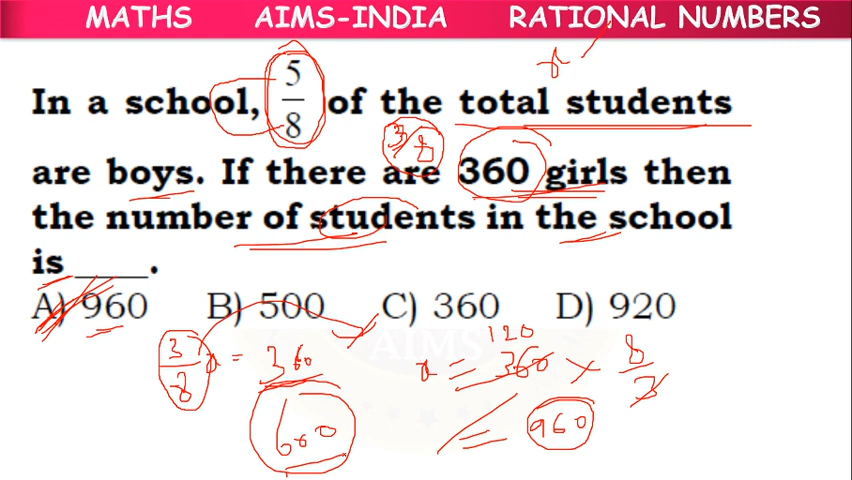 MATHS AIMS-INDIA RATIONAL NUMBERS
x
In a school, 5/8 of the total students
3/8
are boys. If there are 360 girls then
the number of students in the school
is ____.
A) 960 B) 500 C) 360 D) 920
AIMS
3/8 x = 360
120
x = 360 × 8/3
600
= 960